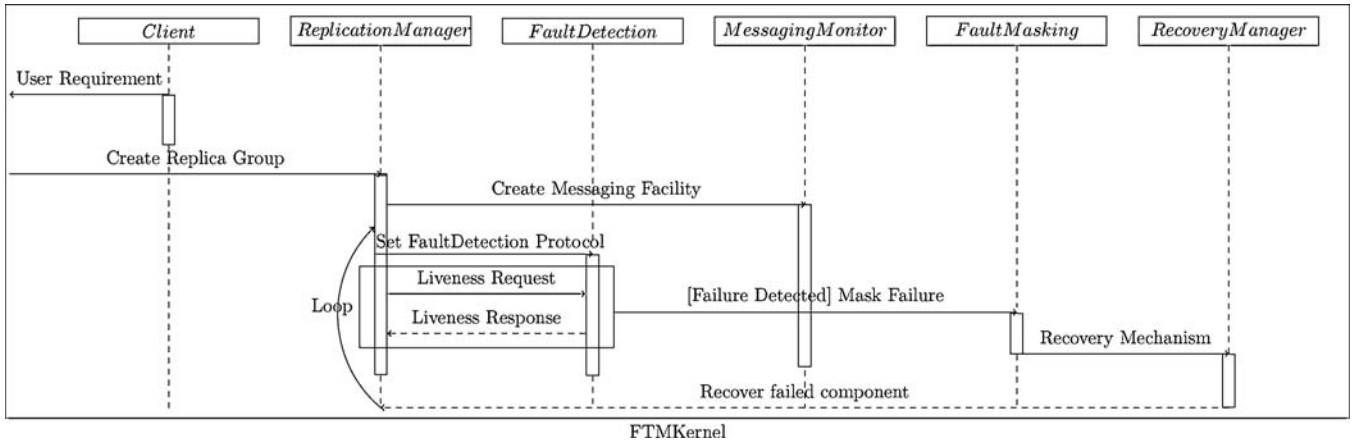 Client
ReplicationManager
FaultDetection
MessagingMonitor
FaultMasking
RecoveryManager
User Requirement
Create Replica Group
Create Messaging Facility
Set FaultDetection Protocol
Liveness Request
[Failure Detected] Mask Failure
Loop
Liveness Response
Recovery Mechanism
Recover failed component
FTMKernel